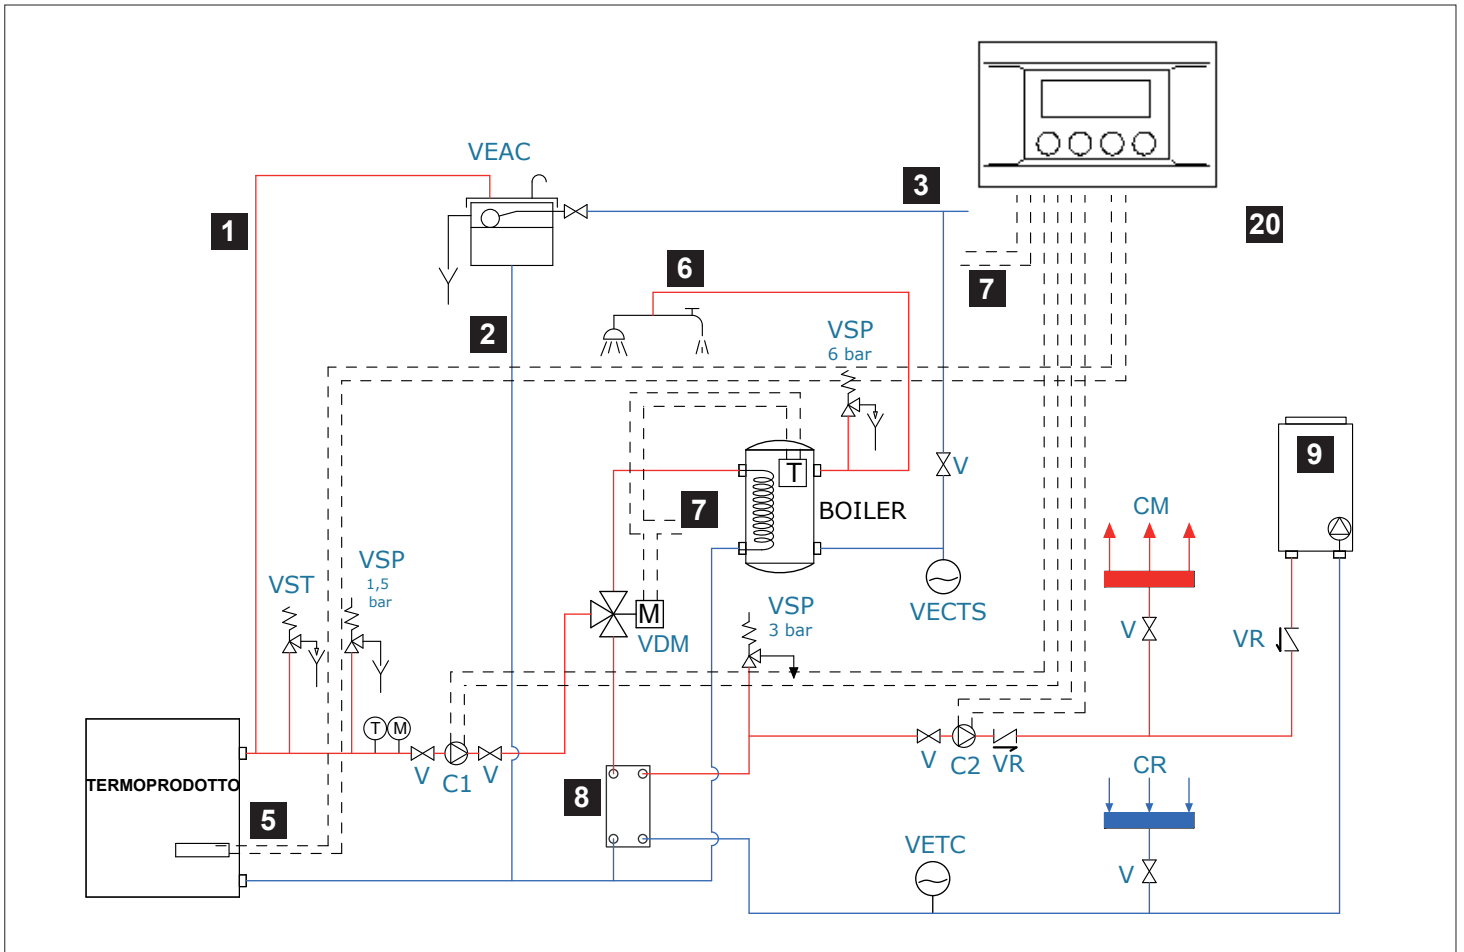 VEAC
3
1
20
6
7
2
VSP
6 bar
9
T
V
BOILER
7
CM
VST
VSP
1,5
bar
VECTS
VSP
3 bar
M
VDM
V
VR
T
M
V
C1
V
V
C2
VR
CR
TERMOPRODOTTO
8
5
VETC
V